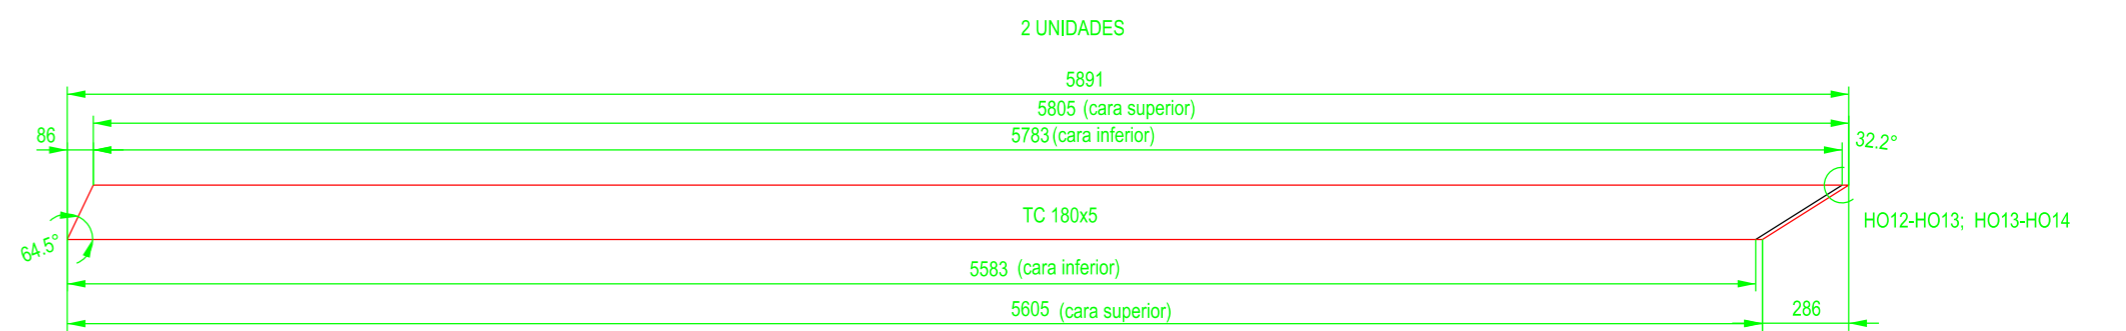 2 UNIDADES
5891
5805 (cara superior)
86
5783(cara inferior)
32.2°
TC 180x5
HO12-HO13; HO13-HO14
64.5°
5583 (cara inferior)
5605 (cara superior)
286